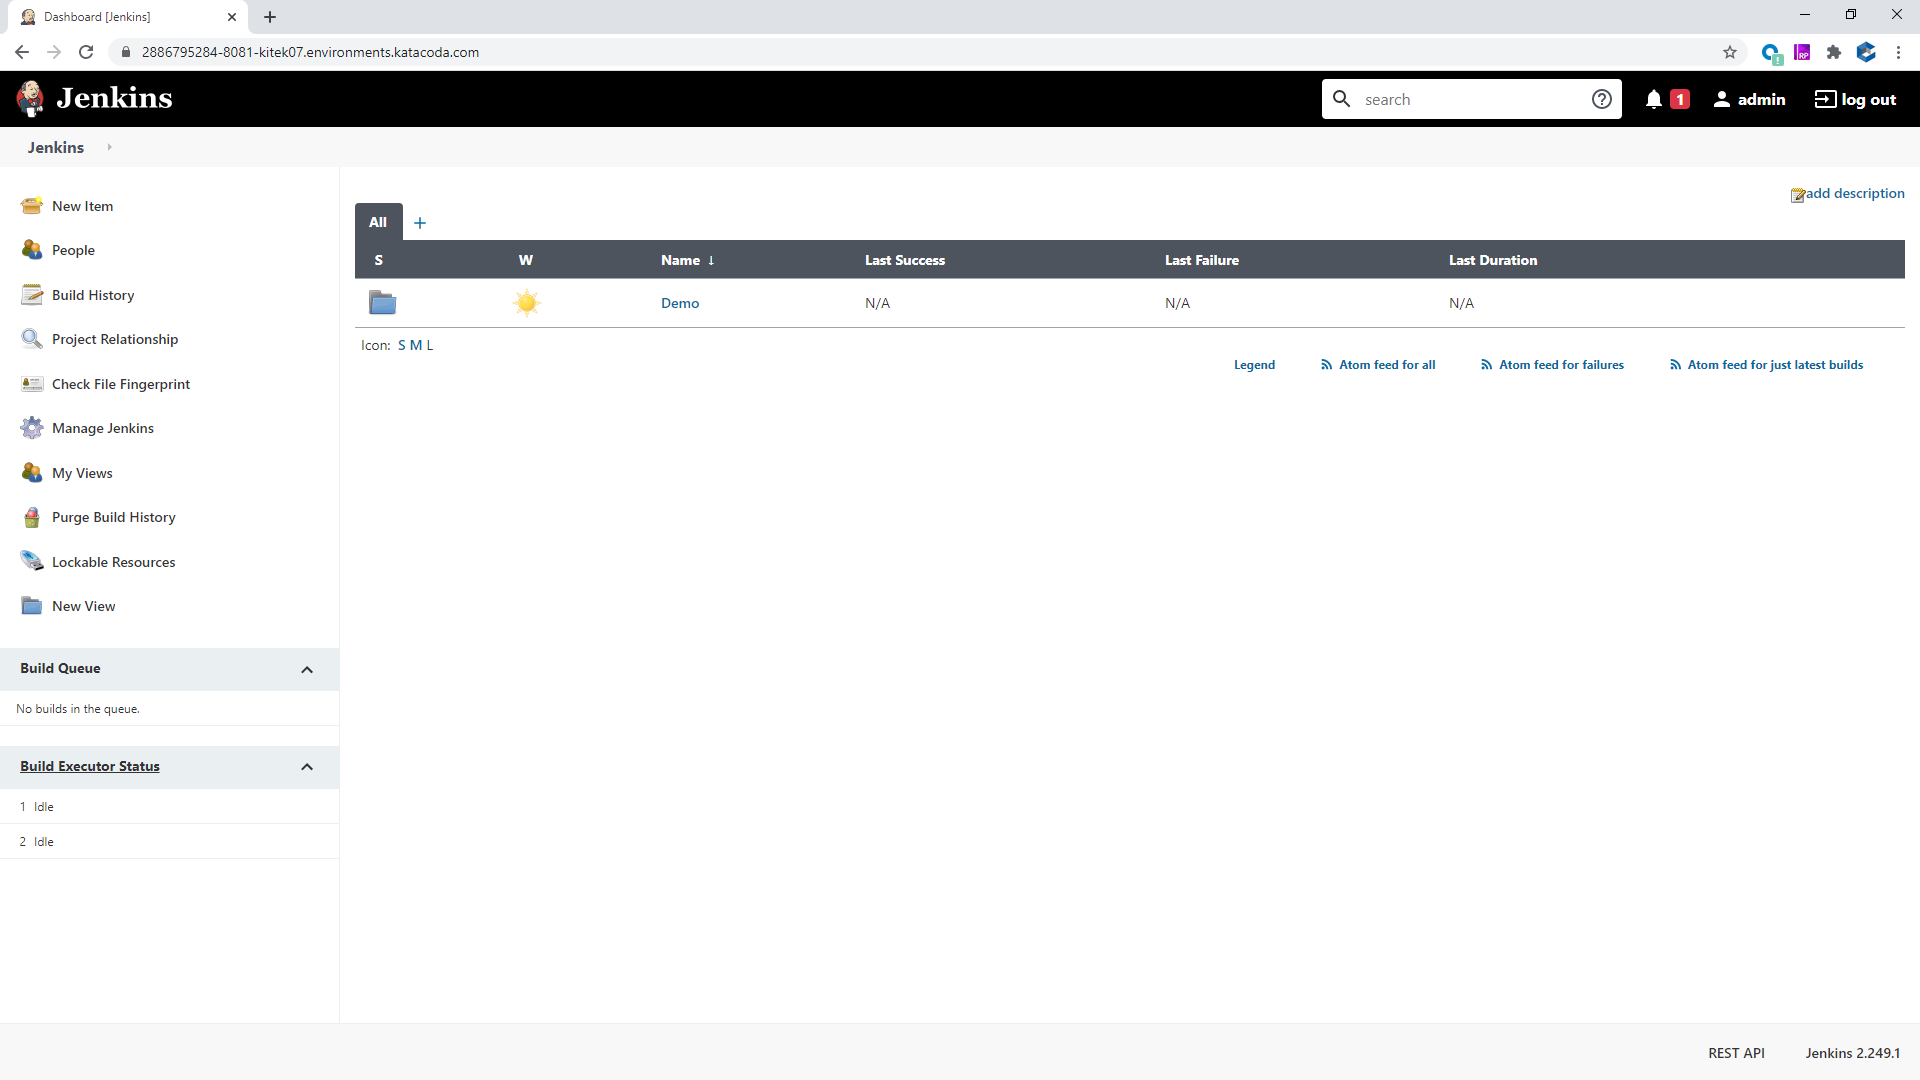 Dashboard [Jenkins]
2886795284-8081-kitek07.environments.katacoda.com
RP
Jenkins
search
1
admin
log out
Jenkins
New Item
People
Build History
Project Relationship
Check File Fingerprint
Manage Jenkins
My Views
Purge Build History
Lockable Resources
New View
Build Queue
No builds in the queue.
Build Executor Status
1 Idle
2 Idle
add description
All +
S W Name ↓ Last Success Last Failure Last Duration
Demo N/A N/A N/A
Icon: S M L
Legend Atom feed for all Atom feed for failures Atom feed for just latest builds
REST API Jenkins 2.249.1